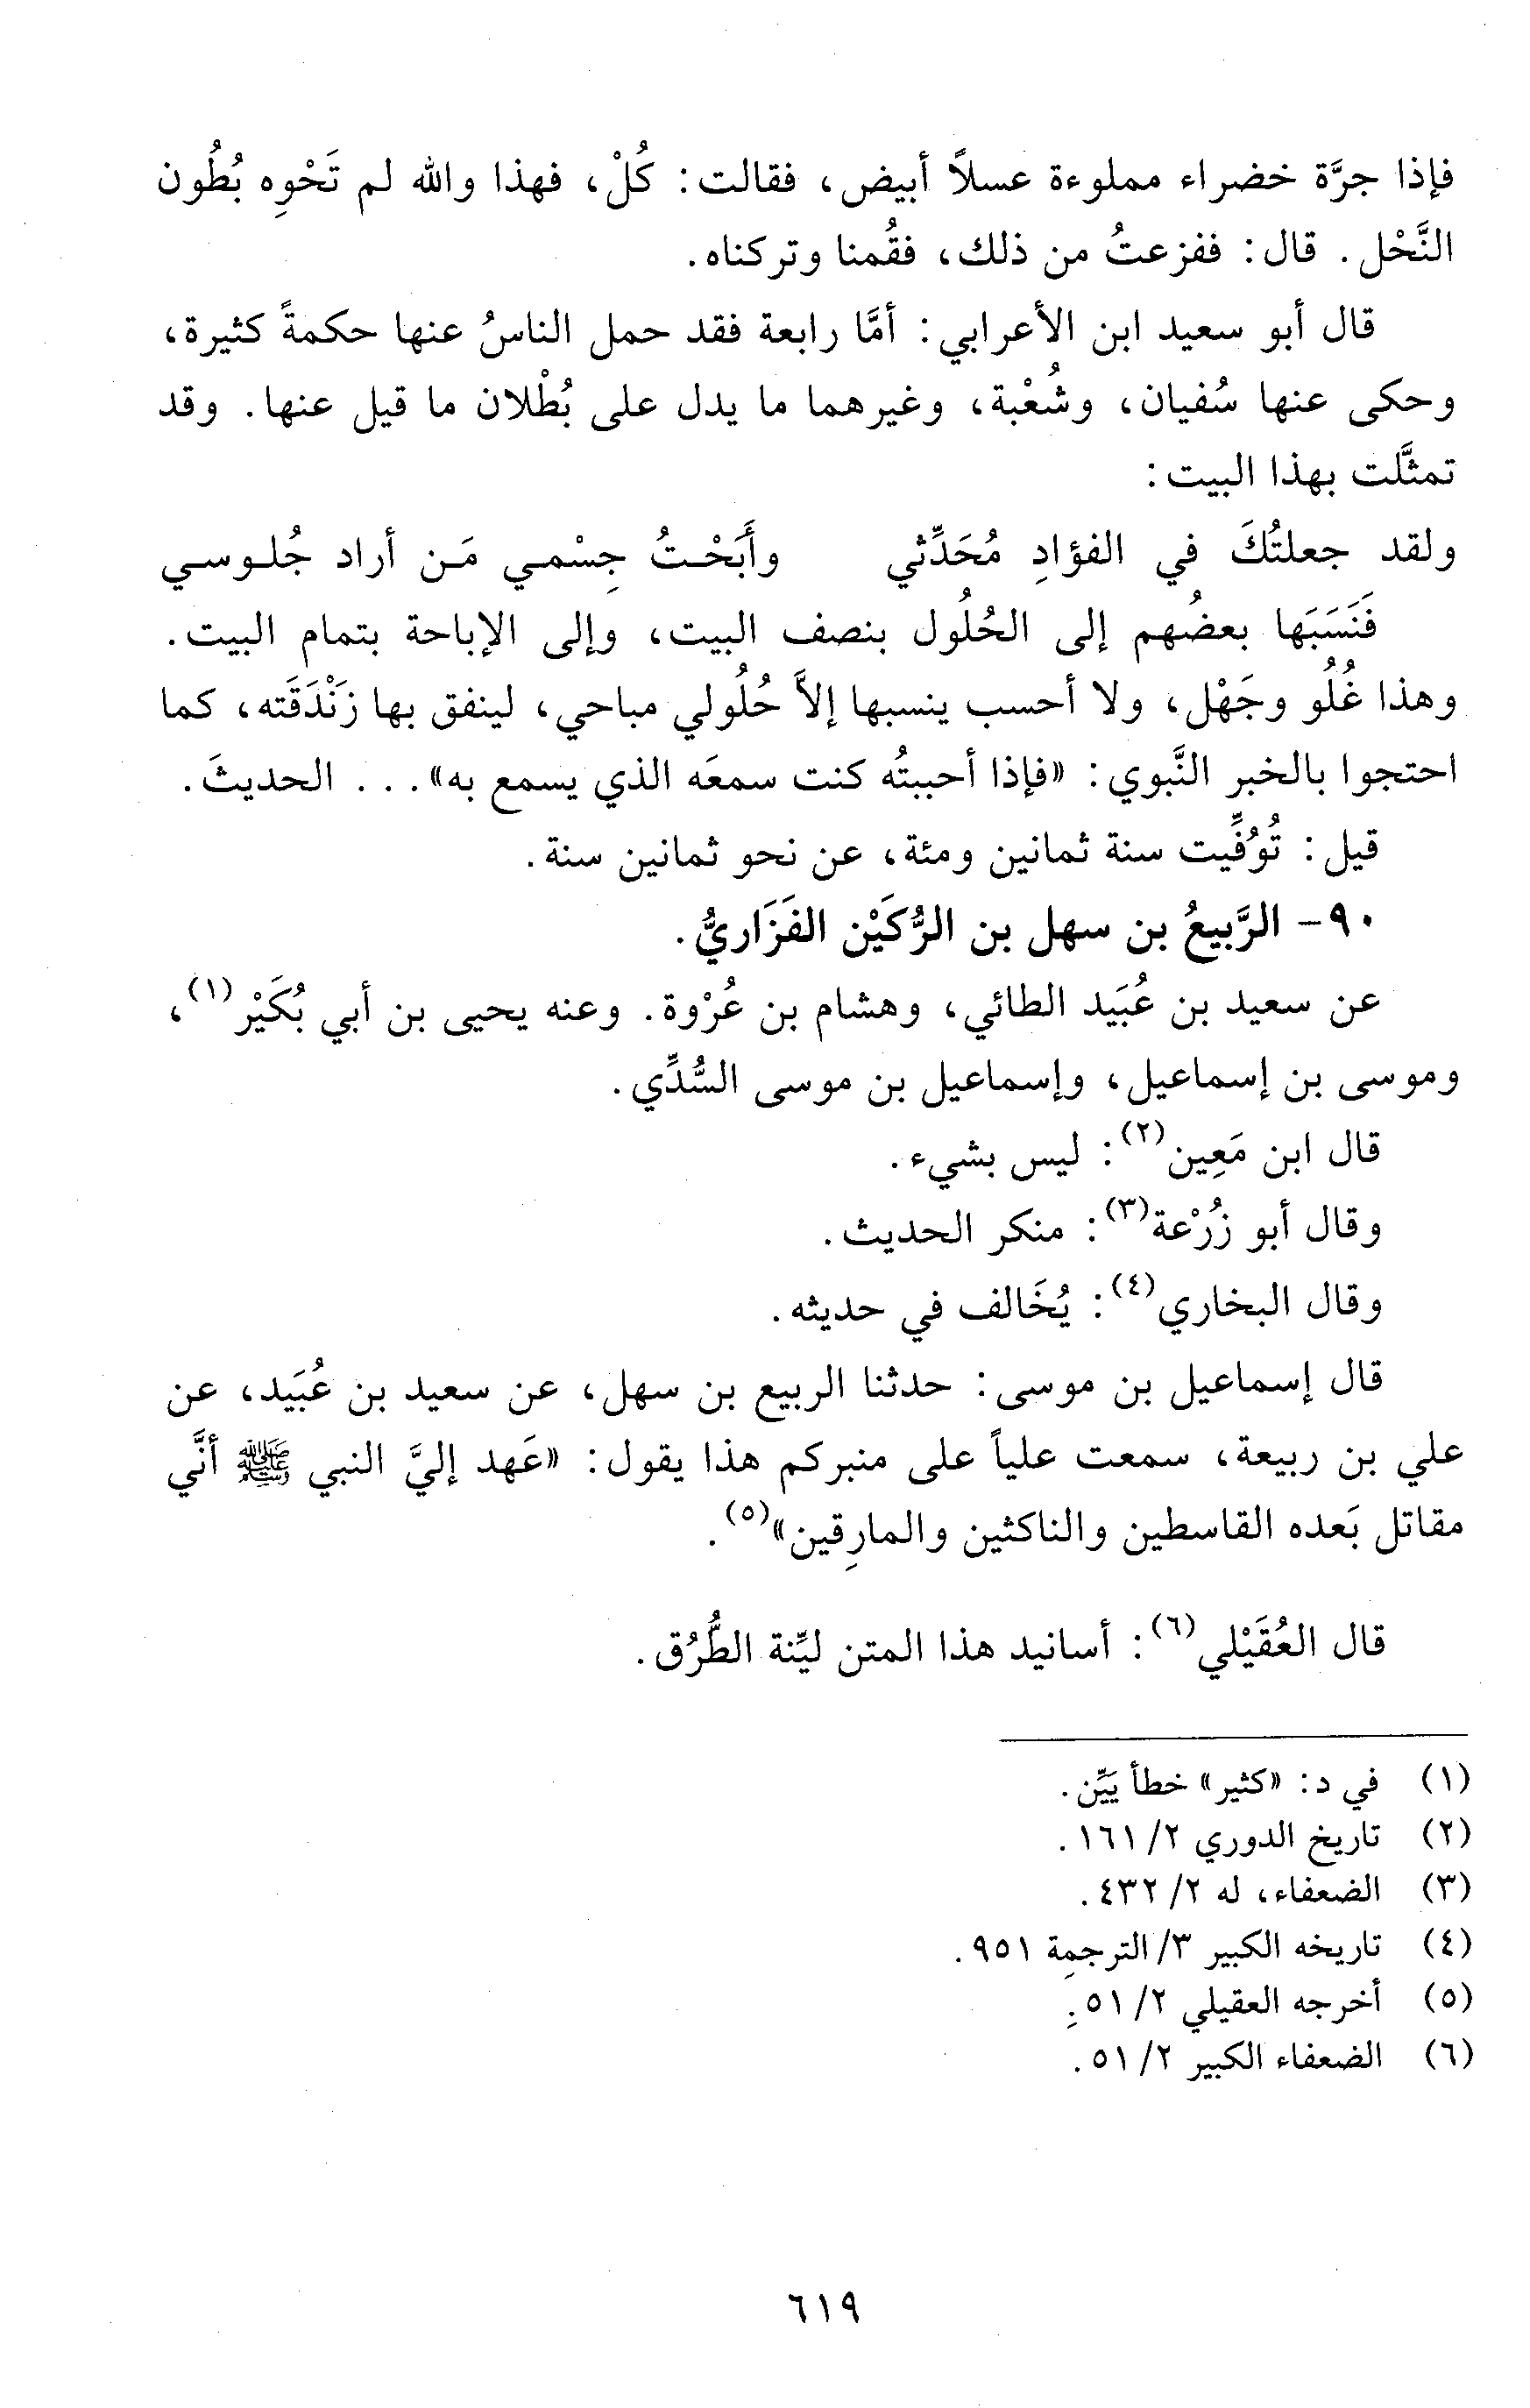 فإذا جرَّة خضراء مملوءة عسلاً أبيض، فقالت: كُلْ، فهذا والله لم تَحْوِه بُطُون
النَّحْل. قال: ففزعتُ من ذلك، فقُمنا وتركناه.
قال أبو سعيد ابن الأعرابي: أمَّا رابعة فقد حمل الناسُ عنها حكمةً كثيرة،
وحكى عنها سُفيان، وشُعْبة، وغيرهما ما يدل على بُطْلان ما قيل عنها. وقد
تمثَّلت بهذا البيت:
ولقد جعلتُكَ في الفؤادِ مُحَدِّثي وأَبَحْتُ جِسْمي مَن أراد جُلوسي
فَنَسَبَها بعضُهم إلى الحُلُول بنصف البيت، وإلى الإباحة بتمام البيت.
وهذا غُلُو وجَهْل، ولا أحسب ينسبها إلاَّ حُلُولي مباحي، لينفق بها زَنْدَقَته، كما
احتجوا بالخبر النَّبوي: «فإذا أحببتُه كنت سمعَه الذي يسمع به»... الحديثَ.
قيل: تُوُفِّيت سنة ثمانين ومئة، عن نحو ثمانين سنة.
٩٠- الرَّبيعُ بن سهل بن الرُّكَيْن الفَزَاريُّ.
عن سعيد بن عُبَيد الطائي، وهشام بن عُرْوة. وعنه يحيى بن أبي بُكَيْر(١)،
وموسى بن إسماعيل، وإسماعيل بن موسى السُّدِّي.
قال ابن مَعِين(٢): ليس بشيء.
وقال أبو زُرْعة(٣): منكر الحديث.
وقال البخاري(٤): يُخَالف في حديثه.
قال إسماعيل بن موسى: حدثنا الربيع بن سهل، عن سعيد بن عُبَيد، عن
علي بن ربيعة، سمعت علياً على منبركم هذا يقول: «عَهد إليَّ النبي ﷺ أنَّي
مقاتل بَعده القاسطين والناكثين والمارِقين»(٥).
قال العُقَيْلي(٦): أسانيد هذا المتن ليِّنة الطُّرُق.
(١) في د: «كثير» خطأ بَيِّن.
(٢) تاريخ الدوري ٢/ ١٦١.
(٣) الضعفاء، له ٢/ ٤٣٢.
(٤) تاريخه الكبير ٣/ الترجمة ٩٥١.
(٥) أخرجه العقيلي ٢/ ٥١.
(٦) الضعفاء الكبير ٢/ ٥١.
٦١٩